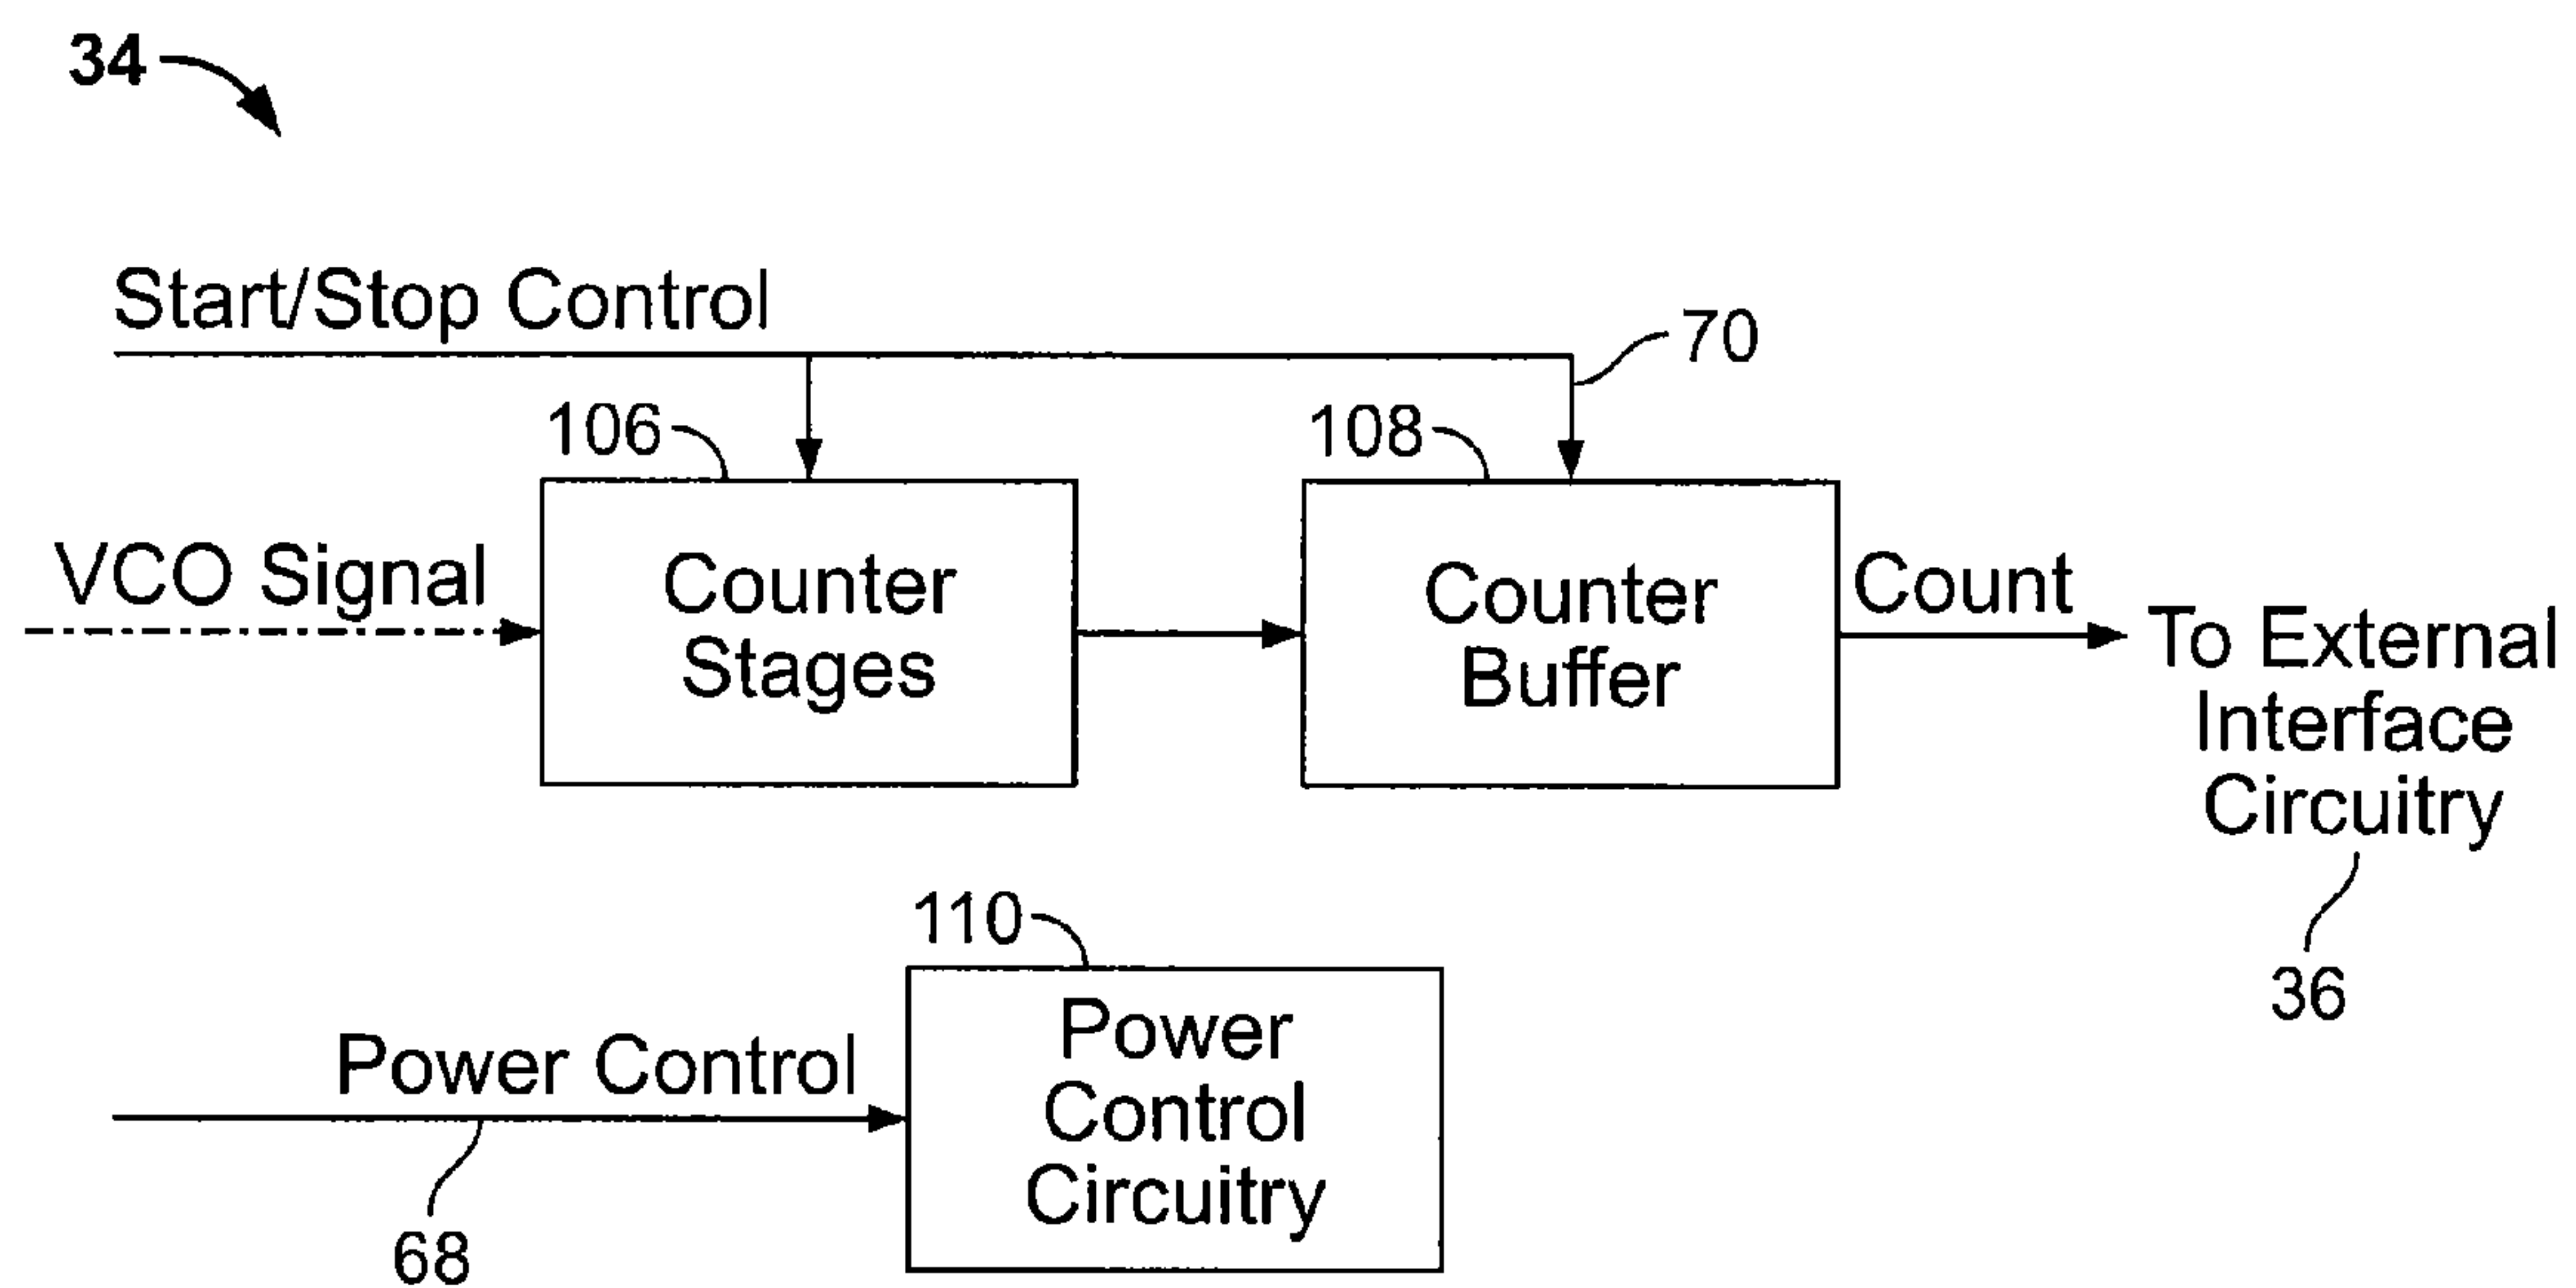 34
Start/Stop Control
70
106
108
VCO Signal
Counter
Stages
Counter
Buffer
Count
To External
Interface
Circuitry
36
110
Power Control
68
Power
Control
Circuitry